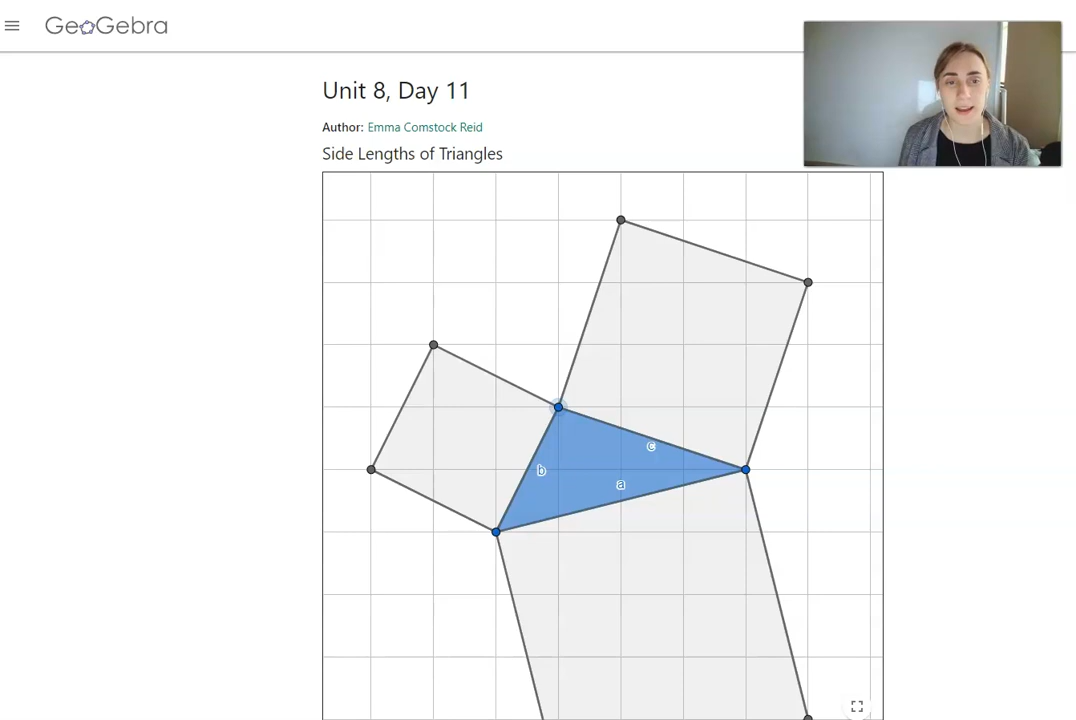 GeoGebra
Unit 8, Day 11
Author: Emma Comstock Reid
Side Lengths of Triangles
c
b
a